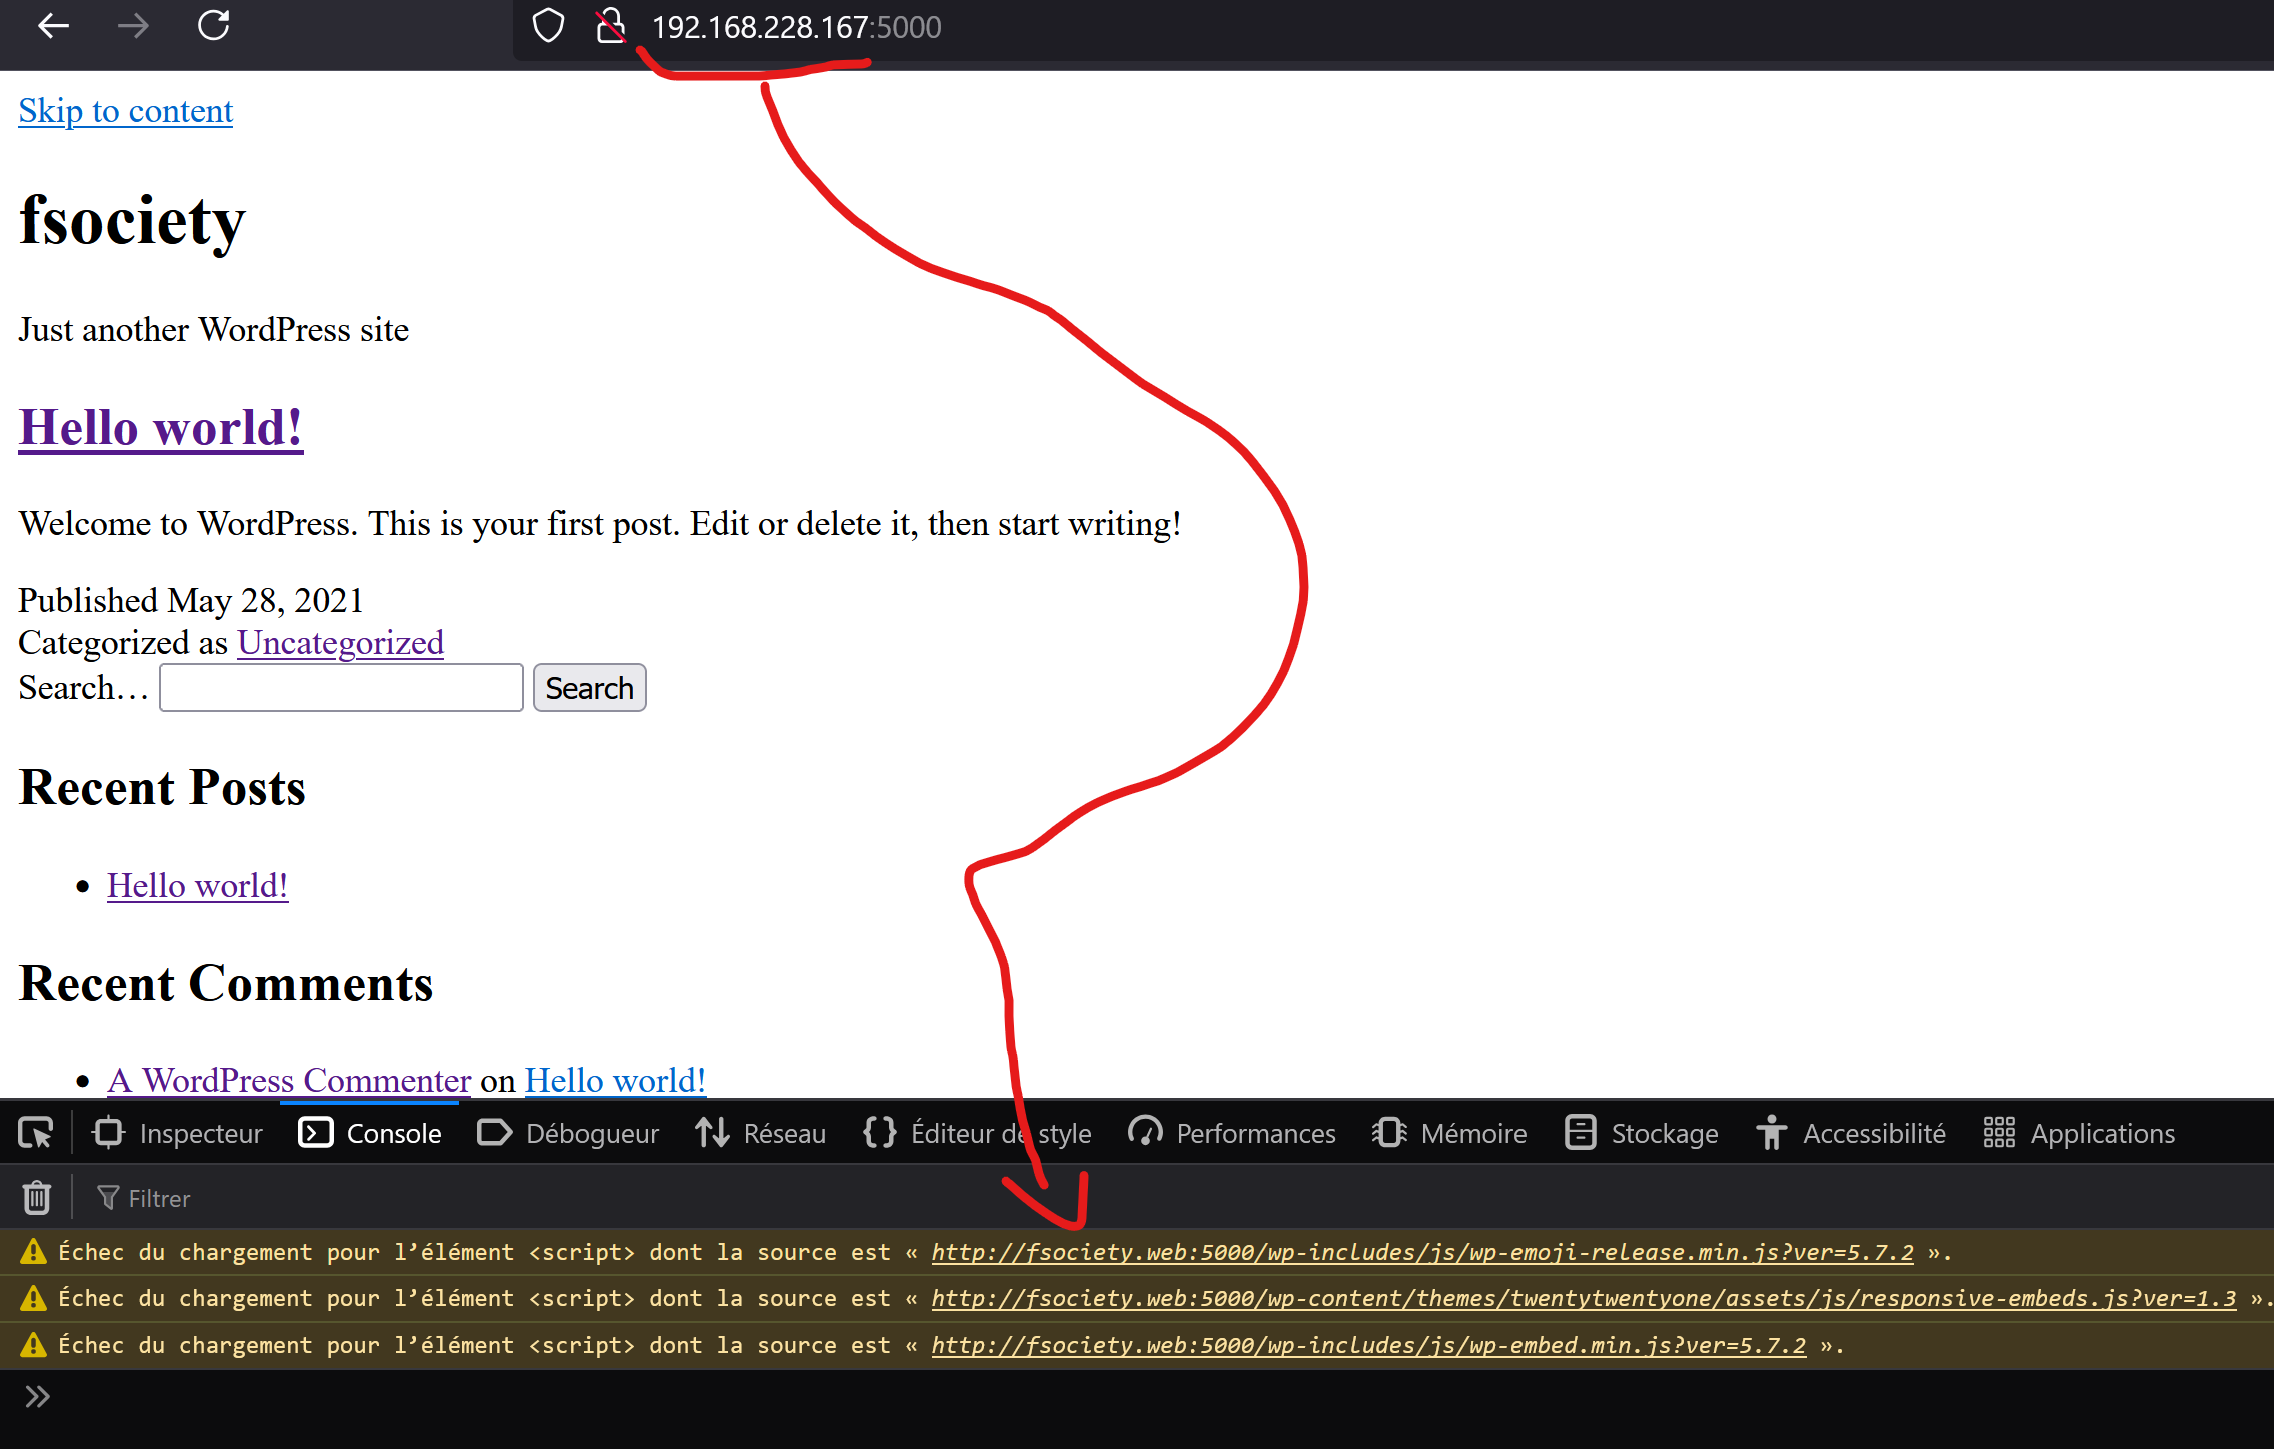 192.168.228.167:5000
Skip to content
fsociety
Just another WordPress site
Hello world!
Welcome to WordPress. This is your first post. Edit or delete it, then start writing!
Published May 28, 2021
Categorized as Uncategorized
Search… Search
Recent Posts
Hello world!
Recent Comments
A WordPress Commenter on Hello world!
Inspecteur Console Débogueur Réseau Éditeur de style Performances Mémoire Stockage Accessibilité Applications
Filtrer
Échec du chargement pour l’élément <script> dont la source est « http://fsociety.web:5000/wp-includes/js/wp-emoji-release.min.js?ver=5.7.2 ».
Échec du chargement pour l’élément <script> dont la source est « http://fsociety.web:5000/wp-content/themes/twentytwentyone/assets/js/responsive-embeds.js?ver=1.3 ».
Échec du chargement pour l’élément <script> dont la source est « http://fsociety.web:5000/wp-includes/js/wp-embed.min.js?ver=5.7.2 ».